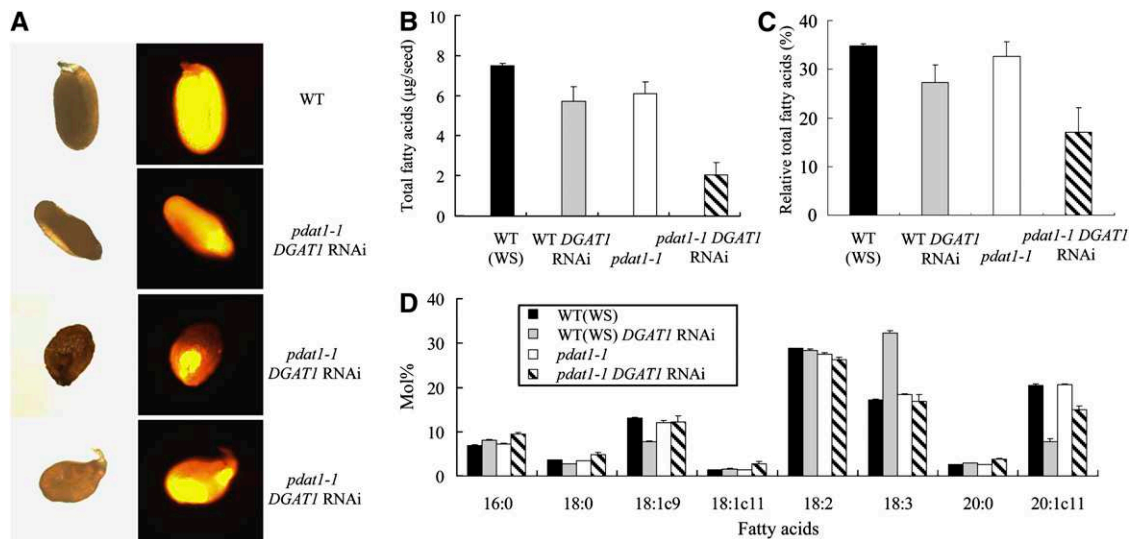 A
WT
pdat1-1
DGAT1 RNAi
pdat1-1
DGAT1 RNAi
pdat1-1
DGAT1 RNAi
B
Total fatty acids (μg/seed)
10
8
6
4
2
0
WT
(WS)
WT DGAT1
RNAi
pdat1-1
pdat1-1 DGAT1
RNAi
C
Relative total fatty acids (%)
40
30
20
10
0
WT
(WS)
WT DGAT1
RNAi
pdat1-1
pdat1-1 DGAT1
RNAi
D
Mol%
40
30
20
10
0
WT(WS)
WT(WS) DGAT1 RNAi
pdat1-1
pdat1-1 DGAT1 RNAi
16:0
18:0
18:1c9
18:1c11
18:2
18:3
20:0
20:1c11
Fatty acids